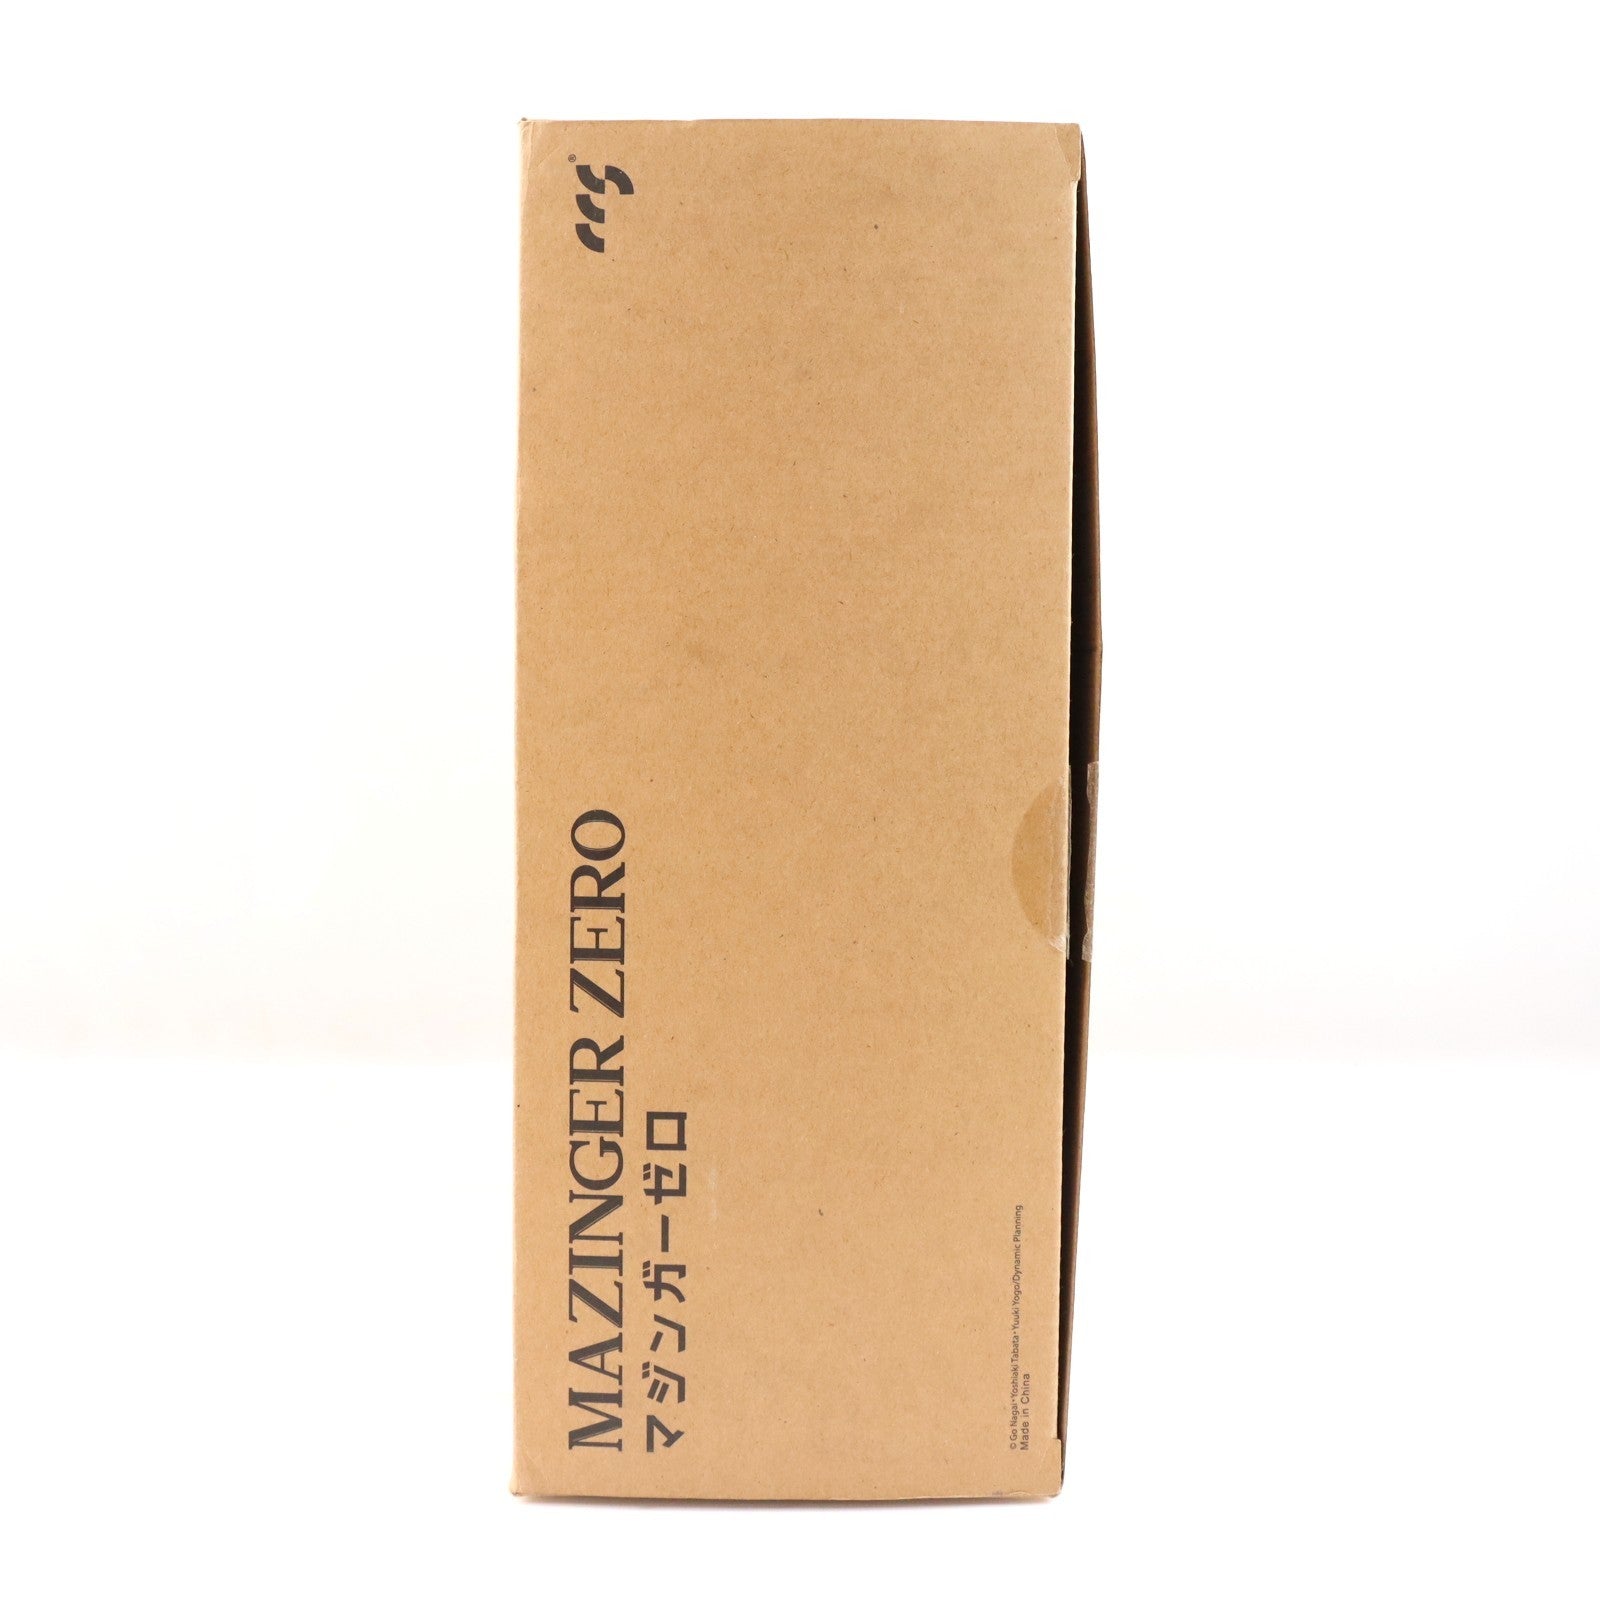 MAZINGER ZERO
マジンガーゼロ
© Go Nagai・Yoshiaki Tabata・Yuuki Yogo/Dynamic Planning
Made in China